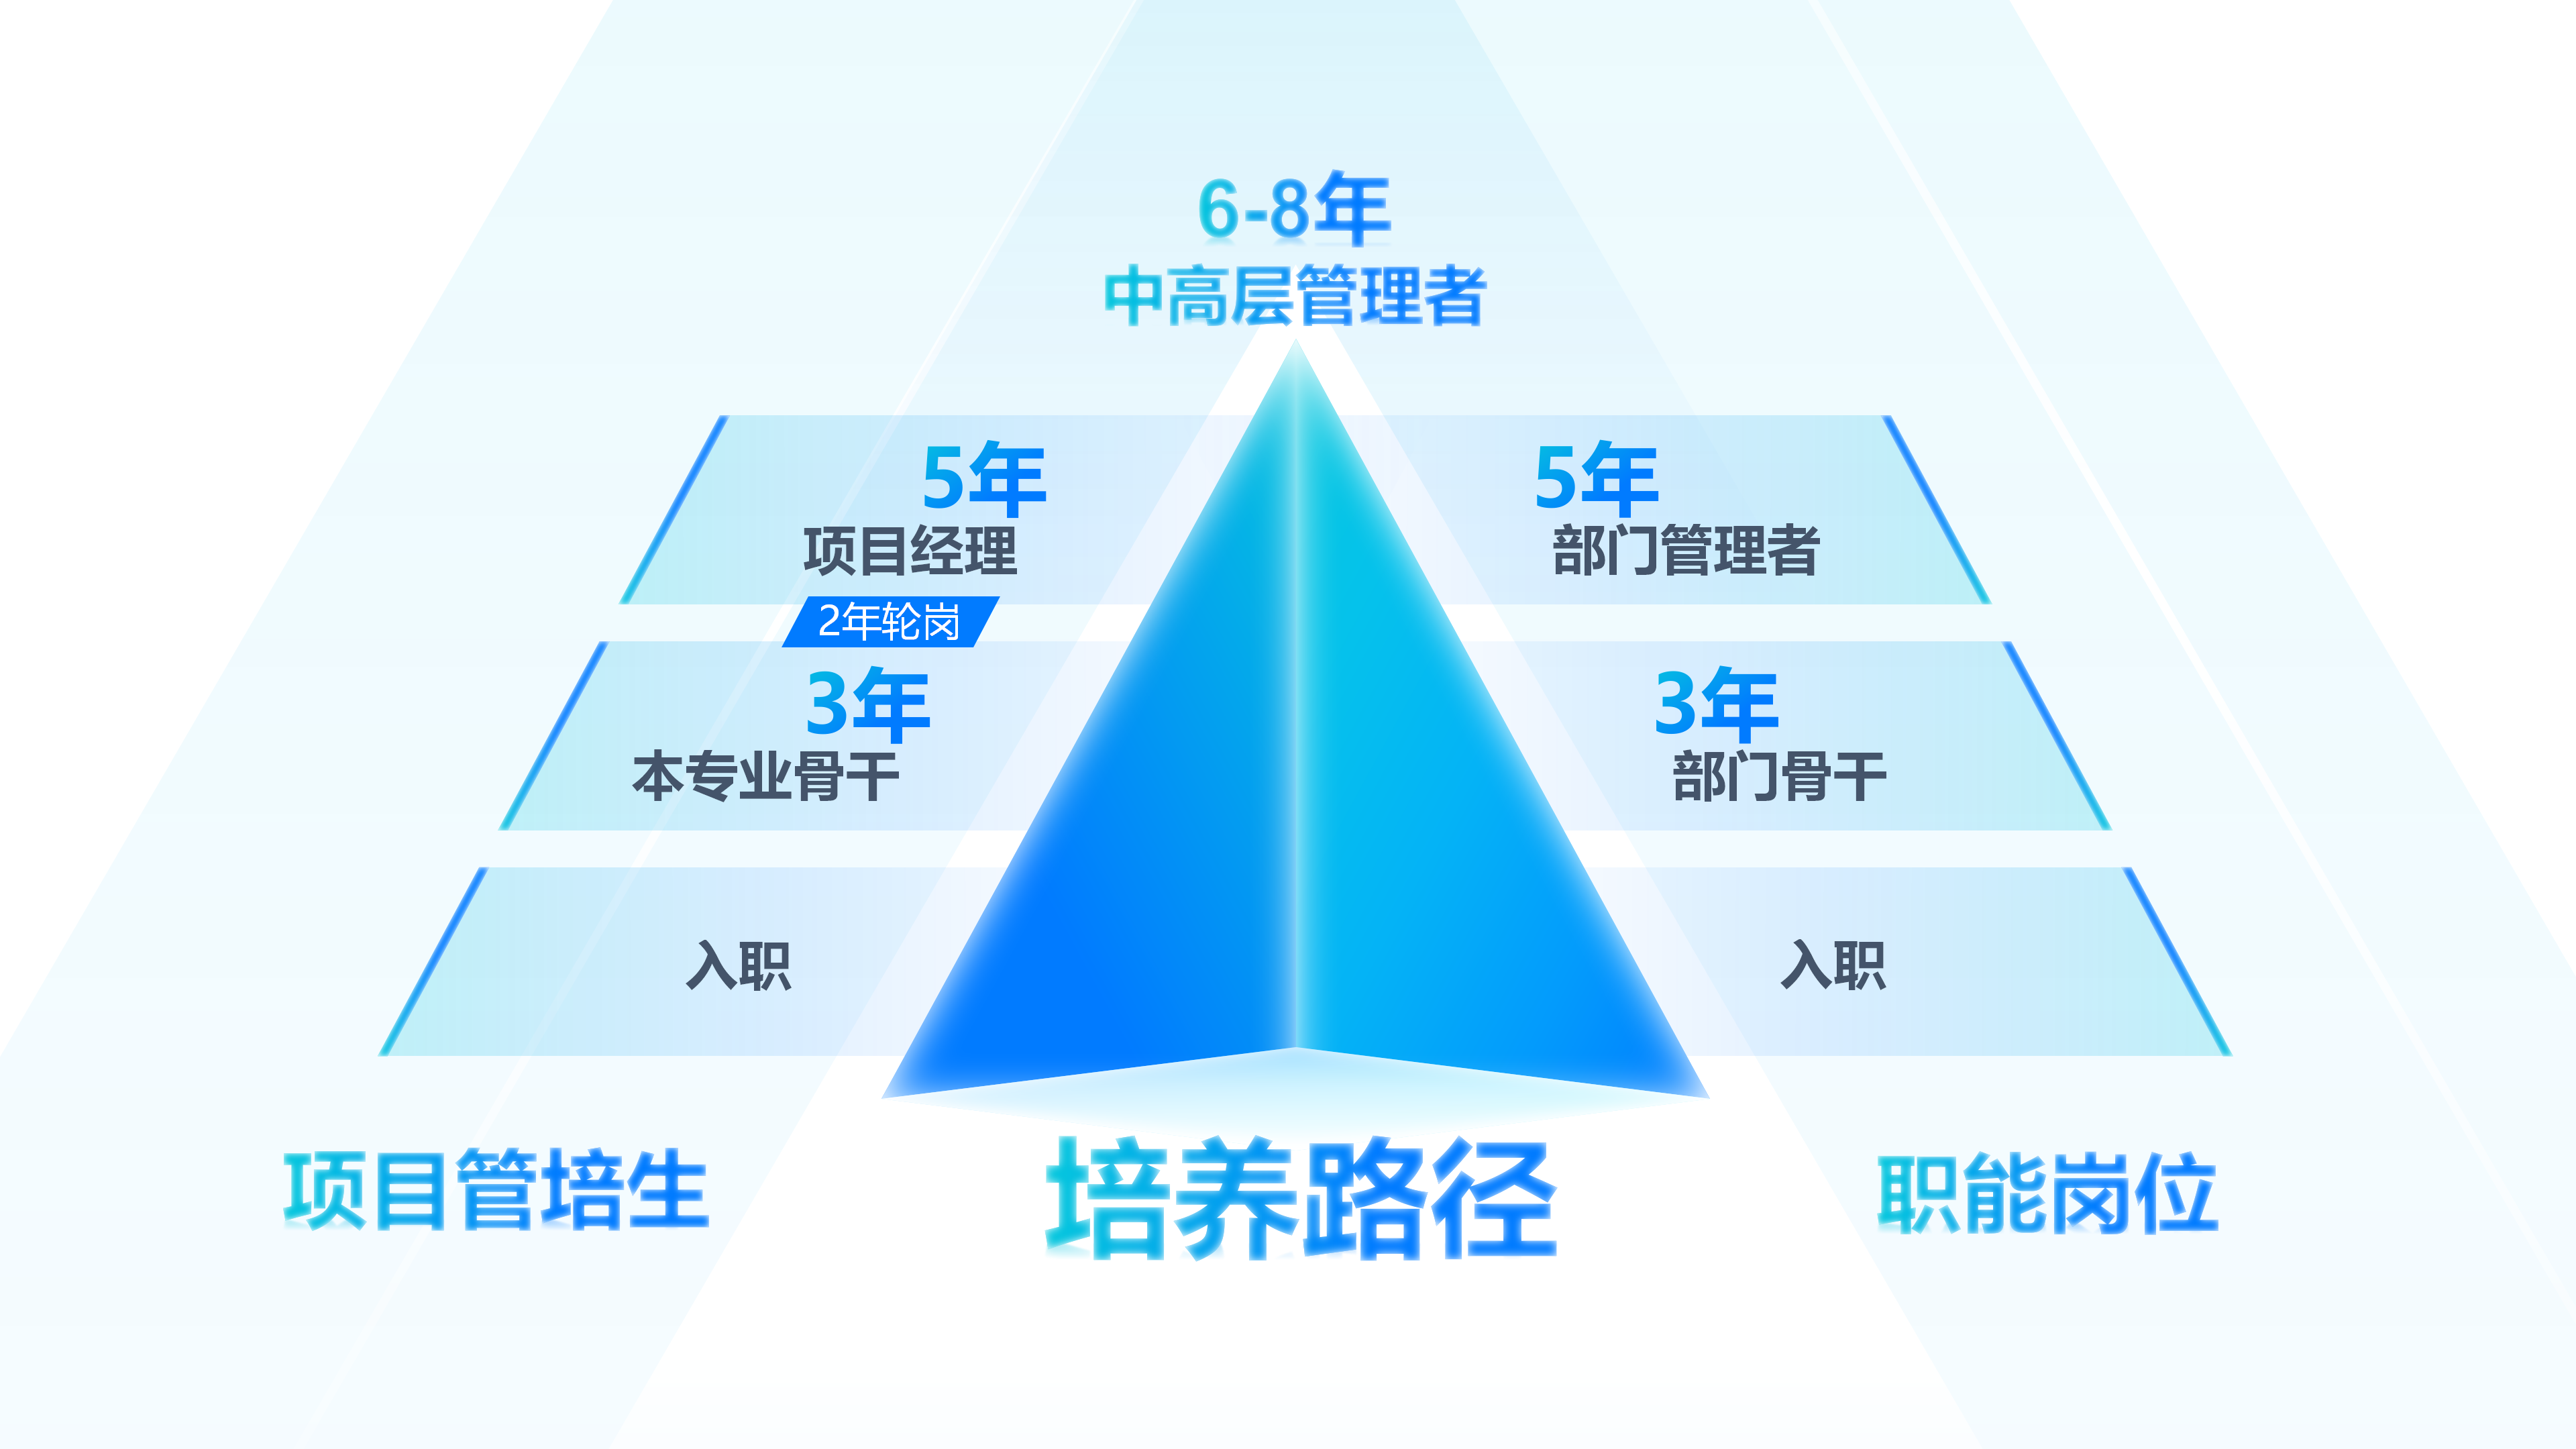 6-8年
中高层管理者
5年
项目经理
2年轮岗
3年
本专业骨干
入职
5年
部门管理者
3年
部门骨干
入职
项目管培生
培养路径
职能岗位